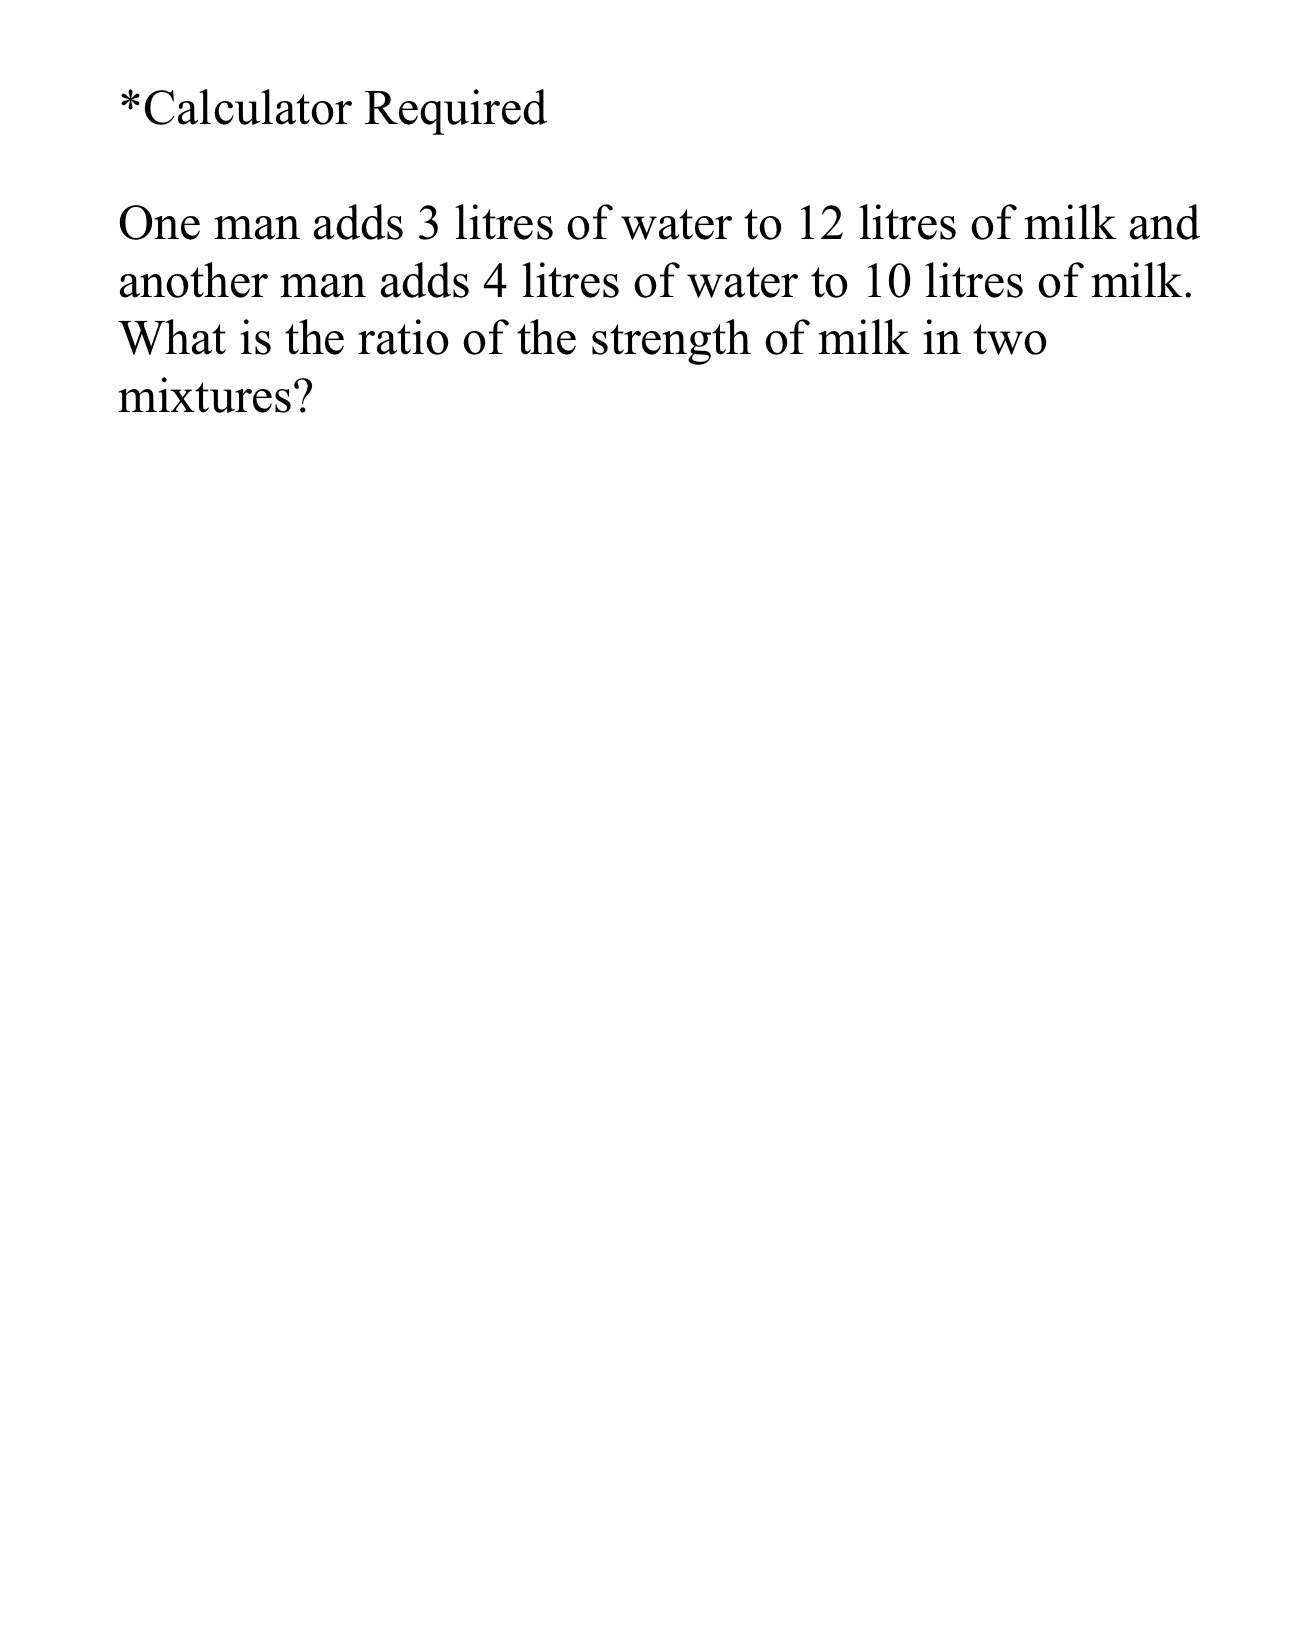 *Calculator Required
One man adds 3 litres of water to 12 litres of milk and
another man adds 4 litres of water to 10 litres of milk.
What is the ratio of the strength of milk in two
mixtures?